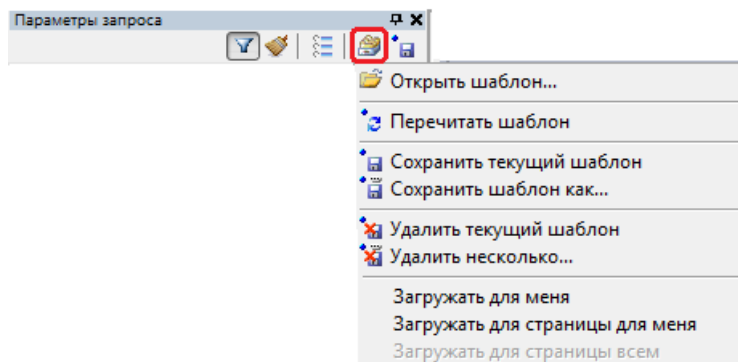 Параметры запроса
Открыть шаблон...
Перечитать шаблон
Сохранить текущий шаблон
Сохранить шаблон как...
Удалить текущий шаблон
Удалить несколько...
Загружать для меня
Загружать для страницы для меня
Загружать для страницы всем